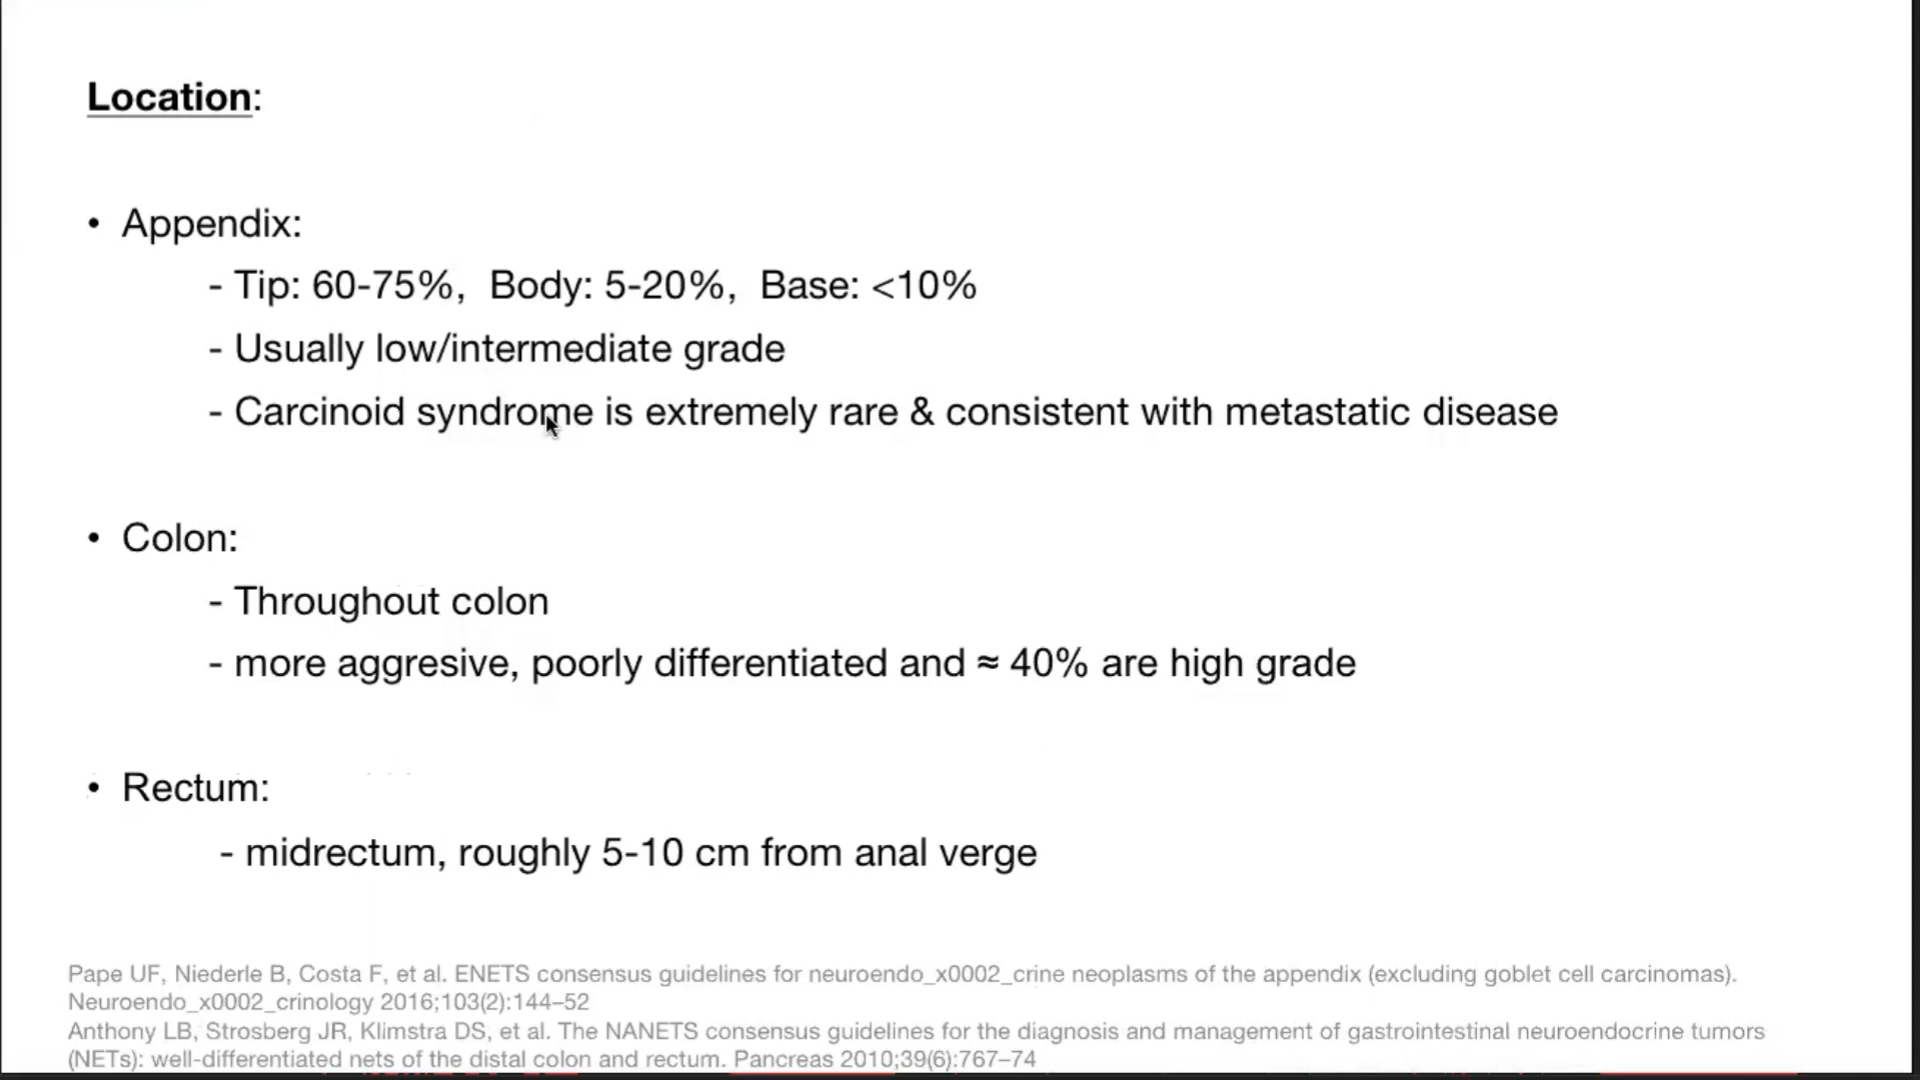 Location:
• Appendix:
- Tip: 60-75%, Body: 5-20%, Base: <10%
- Usually low/intermediate grade
- Carcinoid syndrome is extremely rare & consistent with metastatic disease
• Colon:
- Throughout colon
- more aggresive, poorly differentiated and ≈ 40% are high grade
• Rectum:
- midrectum, roughly 5-10 cm from anal verge
Pape UF, Niederle B, Costa F, et al. ENETS consensus guidelines for neuroendo_x0002_crine neoplasms of the appendix (excluding goblet cell carcinomas).
Neuroendo_x0002_crinology 2016;103(2):144–52
Anthony LB, Strosberg JR, Klimstra DS, et al. The NANETS consensus guidelines for the diagnosis and management of gastrointestinal neuroendocrine tumors
(NETs): well-differentiated nets of the distal colon and rectum. Pancreas 2010;39(6):767–74